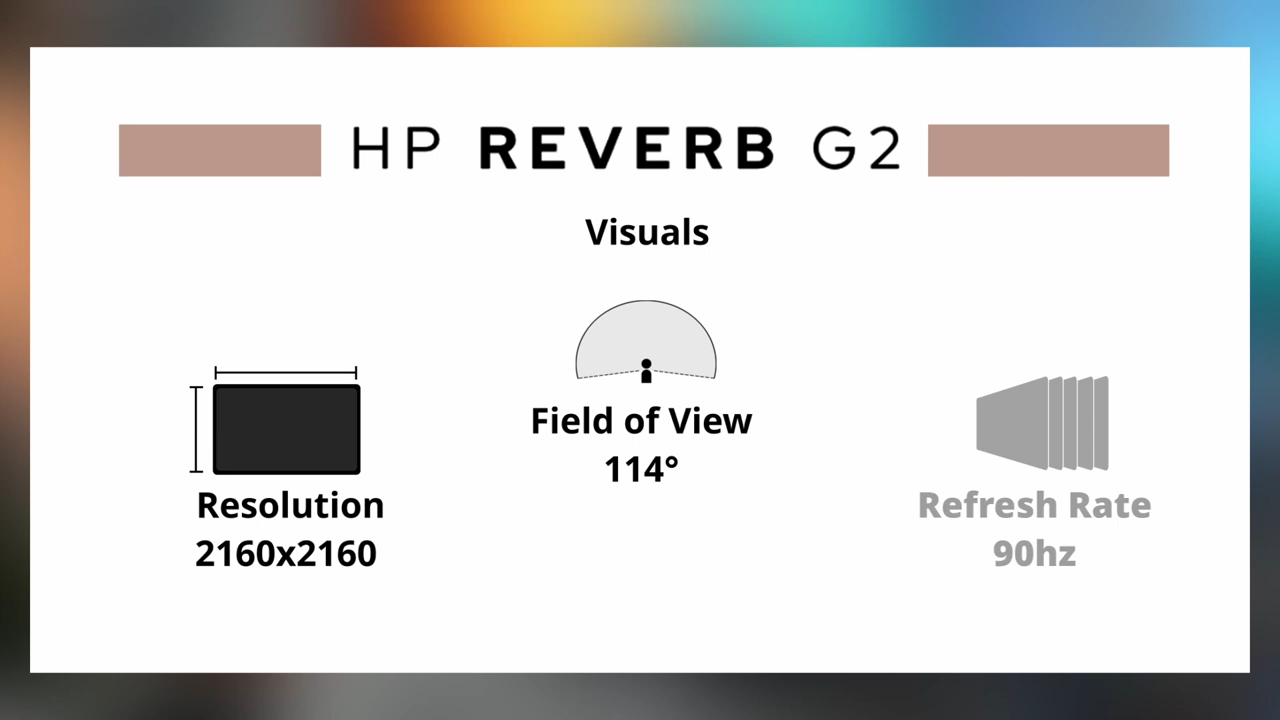 HP REVERB G2
Visuals
Resolution
2160x2160
Field of View
114°
Refresh Rate
90hz